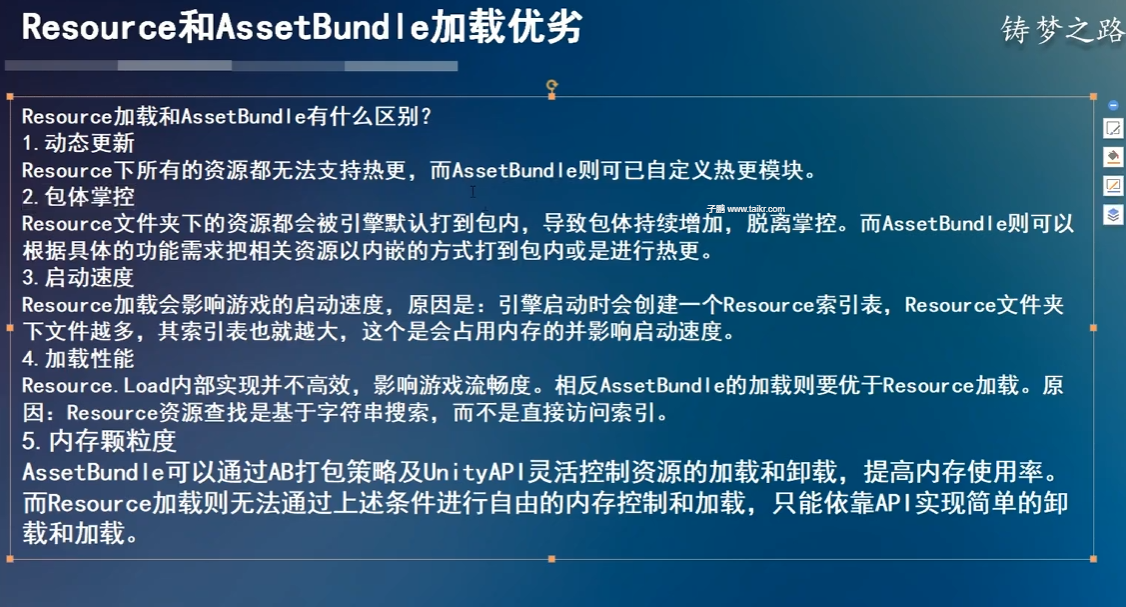 Resource和AssetBundle加载优劣
铸梦之路
Resource加载和AssetBundle有什么区别?
1.动态更新
Resource下所有的资源都无法支持热更，而AssetBundle则可已自定义热更模块。
2.包体掌控
子鹏 www.taikr.com
Resource文件夹下的资源都会被引擎默认打到包内，导致包体持续增加，脱离掌控。而AssetBundle则可以
根据具体的功能需求把相关资源以内嵌的方式打到包内或是进行热更。
3.启动速度
Resource加载会影响游戏的启动速度，原因是：引擎启动时会创建一个Resource索引表，Resource文件夹
下文件越多，其索引表也就越大，这个是会占用内存的并影响启动速度。
4.加载性能
Resource.Load内部实现并不高效，影响游戏流畅度。相反AssetBundle的加载则要优于Resource加载。原
因：Resource资源查找是基于字符串搜索，而不是直接访问索引。
5.内存颗粒度
AssetBundle可以通过AB打包策略及UnityAPI灵活控制资源的加载和卸载，提高内存使用率。
而Resource加载则无法通过上述条件进行自由的内存控制和加载，只能依靠API实现简单的卸
载和加载。